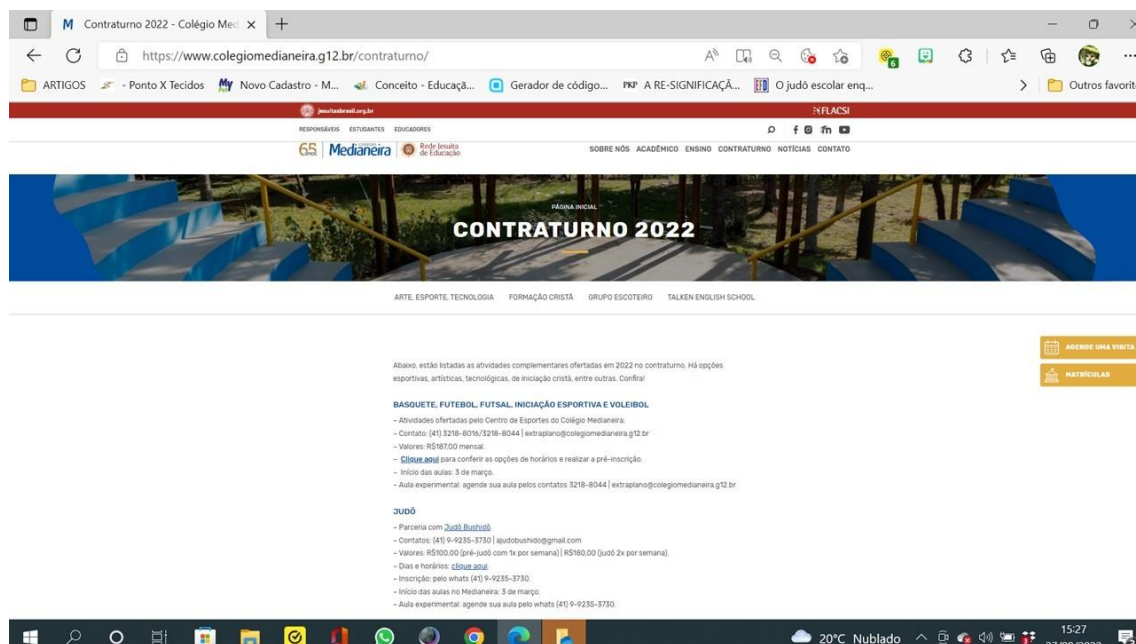 Contraturno 2022 - Colégio Med
https://www.colegiomedianeira.g12.br/contraturno/
6
ARTIGOS - Ponto X Tecidos Novo Cadastro - M... Conceito - Educaçã... Gerador de código... PKP A RE-SIGNIFICAÇÃ... EFD O judô escolar enq... Outros favorit
jesuitasbrasil.org.br FLACSI
RESPONSÁVEIS ESTUDANTES EDUCADORES
65 anos COLÉGIO Medianeira Rede Jesuíta de Educação SOBRE NÓS ACADÊMICO ENSINO CONTRATURNO NOTÍCIAS CONTATO
PÁGINA INICIAL
CONTRATURNO 2022
ARTE, ESPORTE, TECNOLOGIA FORMAÇÃO CRISTÃ GRUPO ESCOTEIRO TALKEN ENGLISH SCHOOL
AGENDE UMA VISITA
MATRÍCULAS
Abaixo, estão listadas as atividades complementares ofertadas em 2022 no contraturno. Há opções
esportivas, artísticas, tecnológicas, de iniciação cristã, entre outras. Confira!
BASQUETE, FUTEBOL, FUTSAL, INICIAÇÃO ESPORTIVA E VOLEIBOL
– Atividades ofertadas pelo Centro de Esportes do Colégio Medianeira.
– Contato: (41) 3218-8016/3218-8044 | extraplano@colegiomedianeira.g12.br
– Valores: R$187,00 mensal.
– Clique aqui para conferir as opções de horários e realizar a pré-inscrição.
– Início das aulas: 3 de março.
– Aula experimental: agende sua aula pelos contatos 3218-8044 | extraplano@colegiomedianeira.g12.br
JUDÔ
– Parceria com Judô Bushidô.
– Contatos: (41) 9-9235-3730 | ajudobushido@gmail.com
– Valores: R$100,00 (pré-judô com 1x por semana) | R$180,00 (judô 2x por semana).
– Dias e horários: clique aqui.
– Inscrição: pelo whats (41) 9-9235-3730.
– Início das aulas no Medianeira: 3 de março.
– Aula experimental: agende sua aula pelo whats (41) 9-9235-3730.
20°C Nublado 15:27